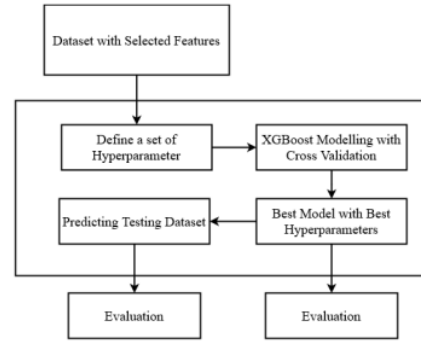 Dataset with Selected Features
Define a set of
Hyperparameter
XGBoost Modelling with
Cross Validation
Predicting Testing Dataset
Best Model with Best
Hyperparameters
Evaluation
Evaluation